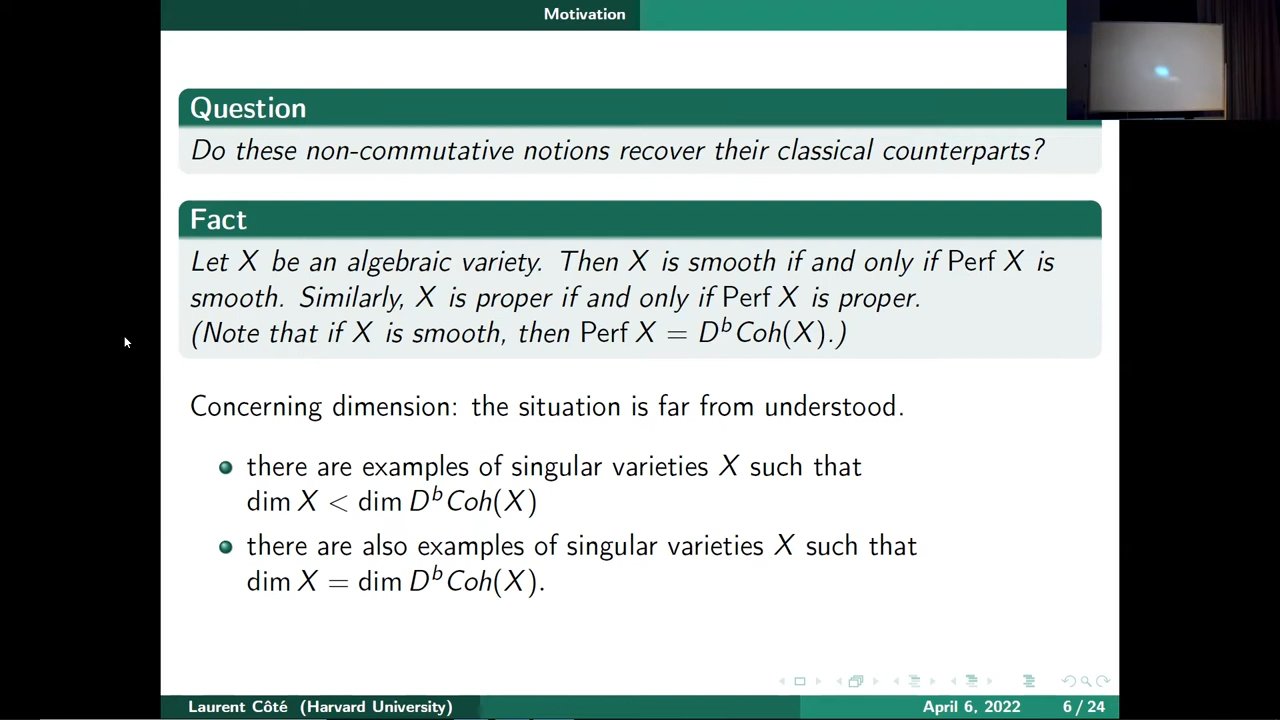 Motivation
Question
Do these non-commutative notions recover their classical counterparts?
Fact
Let X be an algebraic variety. Then X is smooth if and only if Perf X is
smooth. Similarly, X is proper if and only if Perf X is proper.
(Note that if X is smooth, then Perf X = DᵇCoh(X).)
Concerning dimension: the situation is far from understood.
there are examples of singular varieties X such that
dim X < dim DᵇCoh(X)
there are also examples of singular varieties X such that
dim X = dim DᵇCoh(X).
Laurent Côté (Harvard University) April 6, 2022 6 / 24